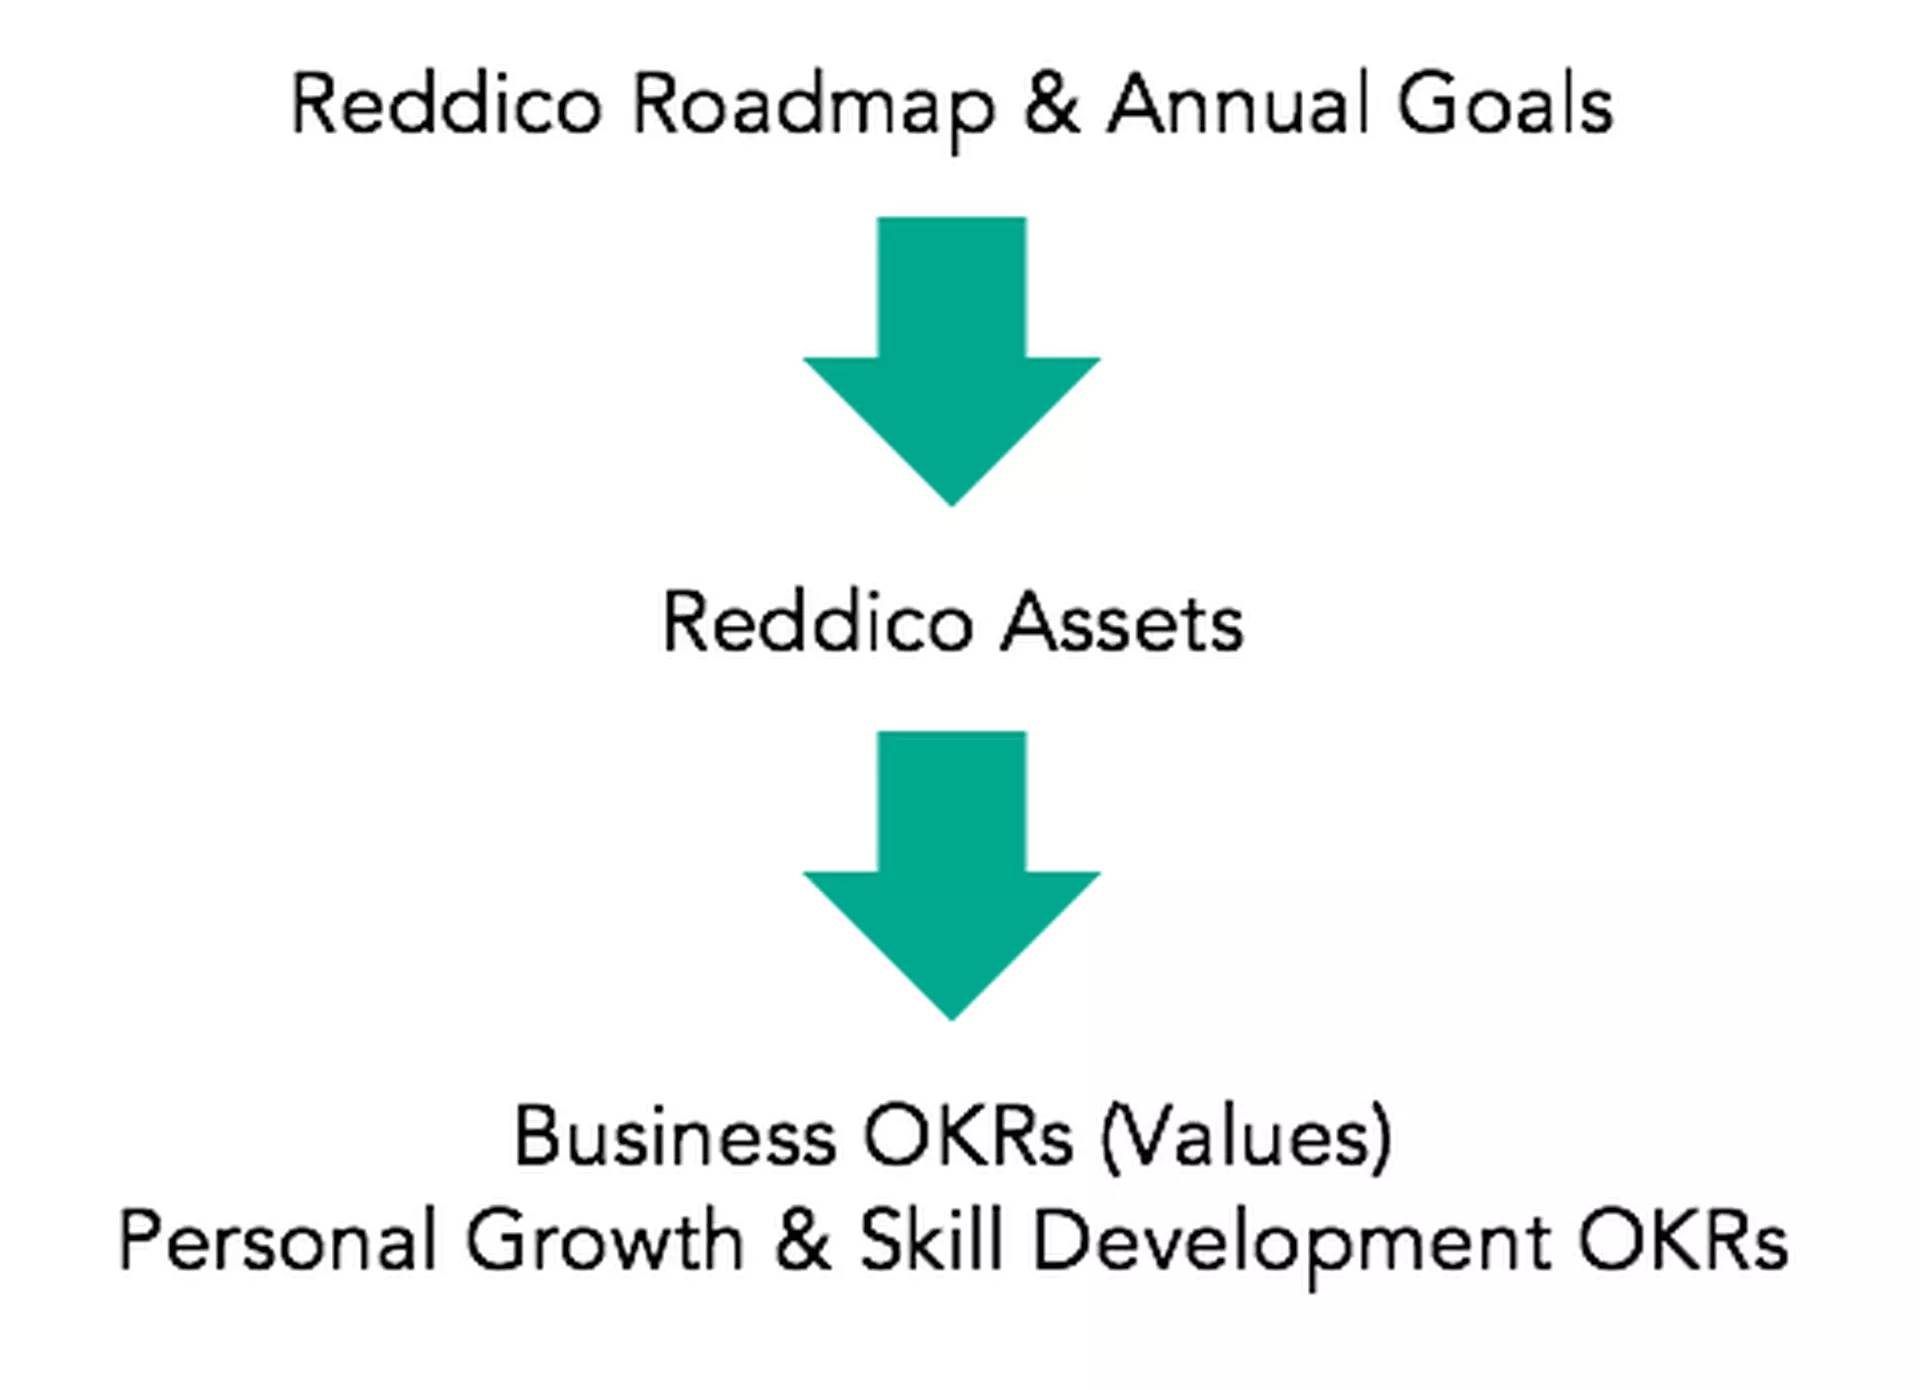 Reddico Roadmap & Annual Goals
Reddico Assets
Business OKRs (Values)
Personal Growth & Skill Development OKRs